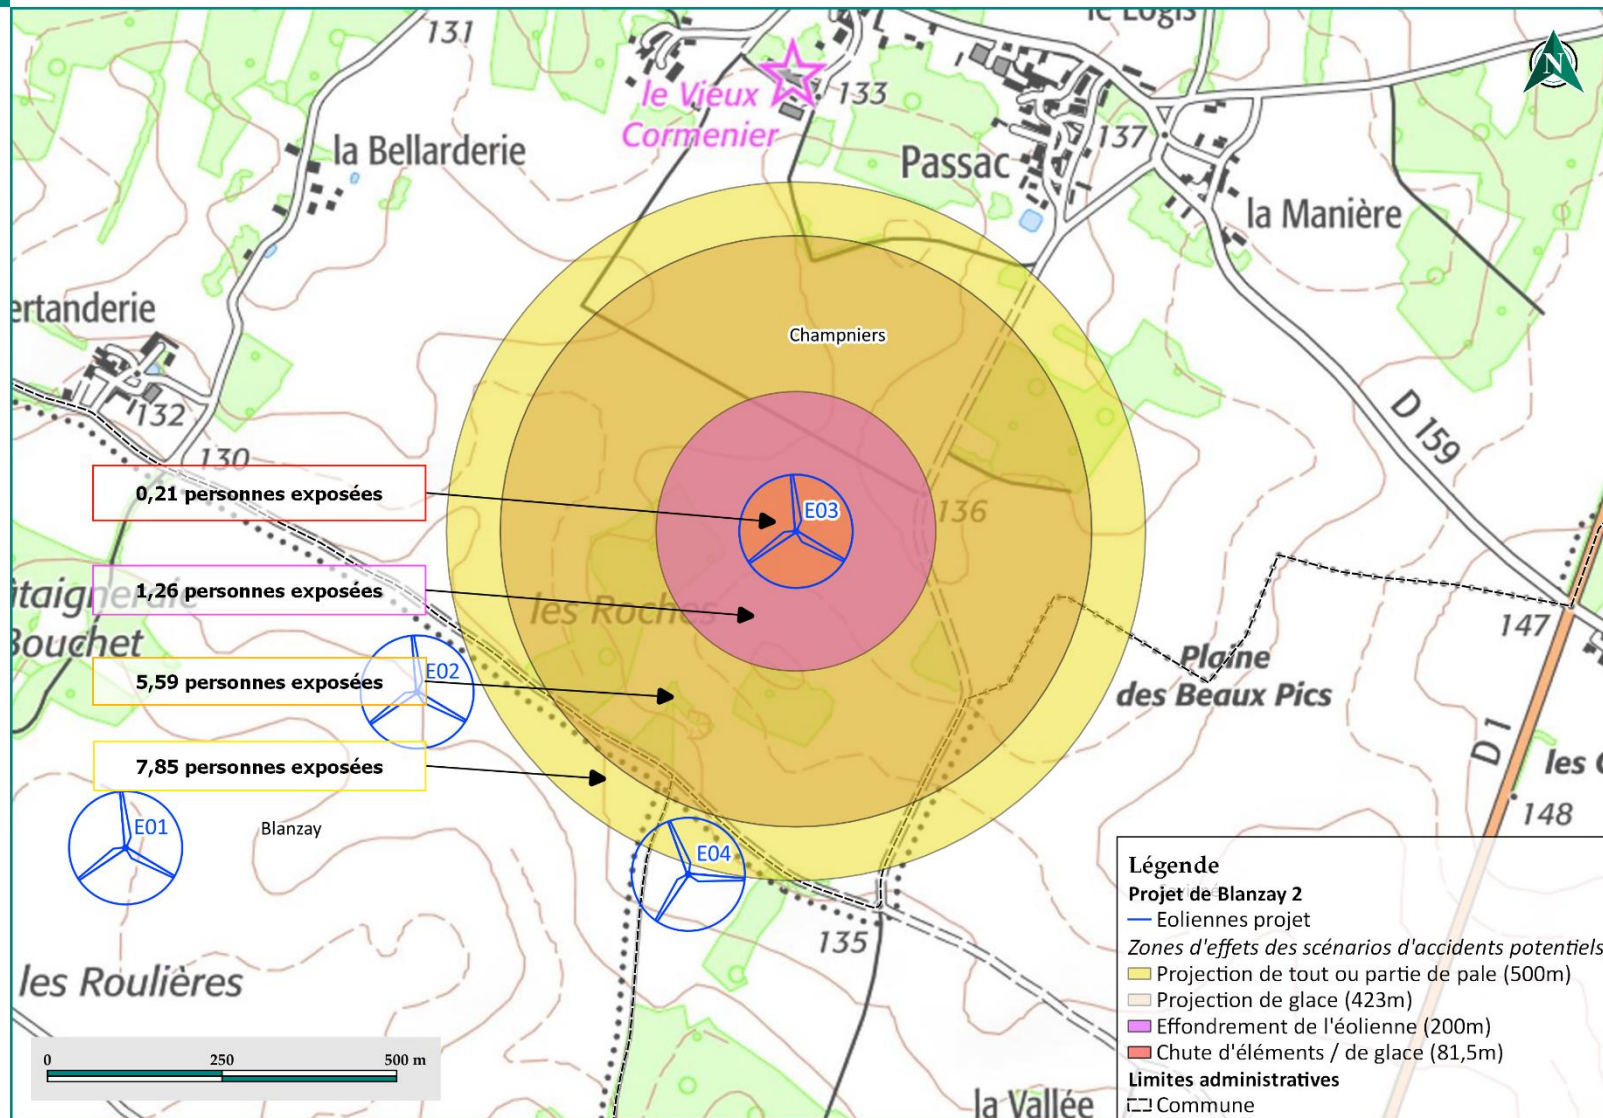 131
le Logis
N
le Vieux
Cormenier
133
la Bellarderie
Passac
137
la Manière
ertanderie
Champniers
132
130
D 159
0,21 personnes exposées
E03
136
1,26 personnes exposées
les Roches
Bouchet
147
E02
Plaine
des Beaux Pics
5,59 personnes exposées
D 1
7,85 personnes exposées
les
148
E01
Blanzay
E04
135
les Roulières
la Vallée
0 250 500 m
Légende
Projet de Blanzay 2
Eoliennes projet
Zones d'effets des scénarios d'accidents potentiels
Projection de tout ou partie de pale (500m)
Projection de glace (423m)
Effondrement de l'éolienne (200m)
Chute d'éléments / de glace (81,5m)
Limites administratives
Commune